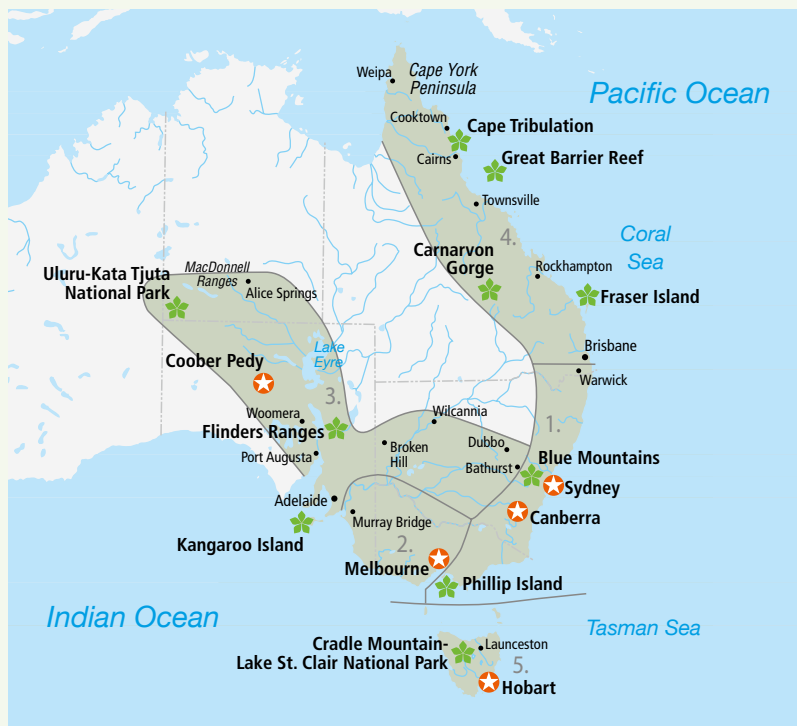 Weipa
Cape York
Peninsula
Pacific Ocean
Cooktown
Cape Tribulation
Cairns
Great Barrier Reef
Townsville
4.
Coral
Sea
Carnarvon
Gorge
Rockhampton
MacDonnell
Ranges
Uluru-Kata Tjuta
National Park
Alice Springs
Fraser Island
Lake
Eyre
Brisbane
Coober Pedy
Warwick
3.
Woomera
Wilcannia
1.
Flinders Ranges
Broken
Hill
Dubbo
Port Augusta
Bathurst
Blue Mountains
Sydney
Adelaide
Murray Bridge
Canberra
Kangaroo Island
2.
Melbourne
Phillip Island
Indian Ocean
Tasman Sea
Cradle Mountain-
Lake St. Clair National Park
Launceston
5.
Hobart